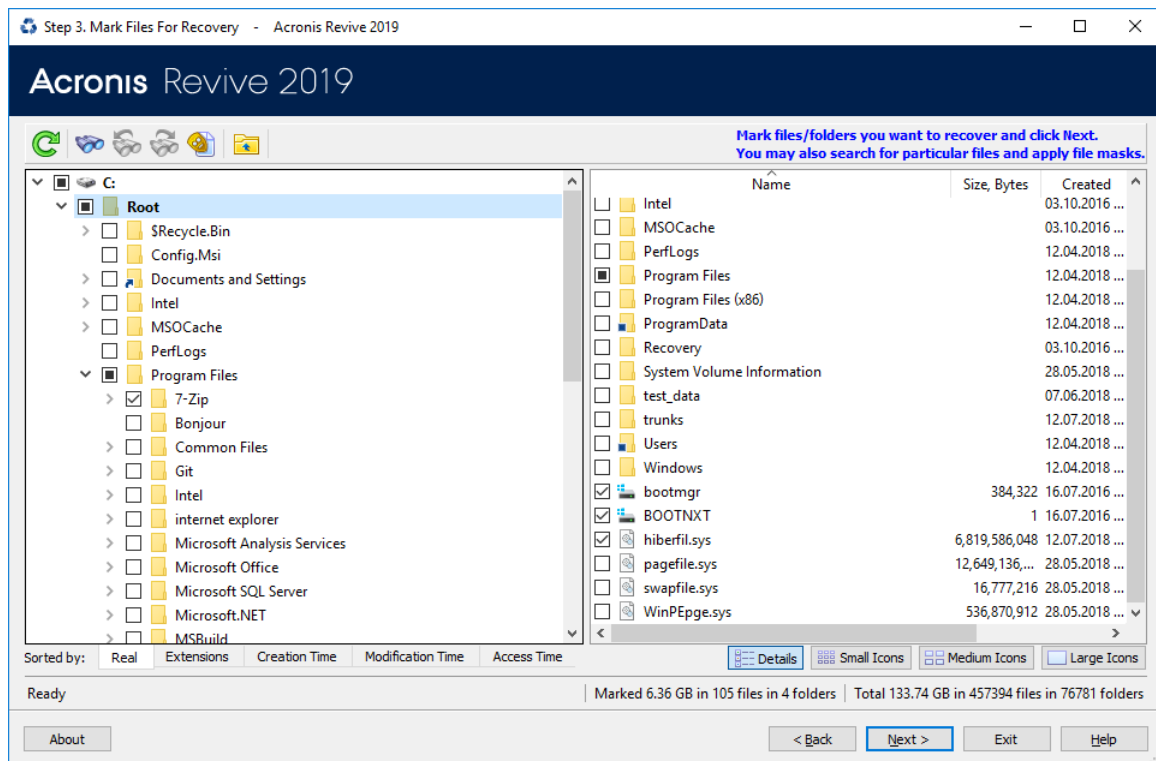 Step 3. Mark Files For Recovery - Acronis Revive 2019
Acronis Revive 2019
Mark files/folders you want to recover and click Next.
You may also search for particular files and apply file masks.
C:
Root
$Recycle.Bin
Config.Msi
Documents and Settings
Intel
MSOCache
PerfLogs
Program Files
7-Zip
Bonjour
Common Files
Git
Intel
internet explorer
Microsoft Analysis Services
Microsoft Office
Microsoft SQL Server
Microsoft.NET
MSBuild
Name Size, Bytes Created
Intel 03.10.2016 ...
MSOCache 03.10.2016 ...
PerfLogs 12.04.2018 ...
Program Files 12.04.2018 ...
Program Files (x86) 12.04.2018 ...
ProgramData 12.04.2018 ...
Recovery 03.10.2016 ...
System Volume Information 28.05.2018 ...
test_data 07.06.2018 ...
trunks 12.07.2018 ...
Users 12.04.2018 ...
Windows 12.04.2018 ...
bootmgr 384,322 16.07.2016 ...
BOOTNXT 1 16.07.2016 ...
hiberfil.sys 6,819,586,048 12.07.2018 ...
pagefile.sys 12,649,136,... 28.05.2018 ...
swapfile.sys 16,777,216 28.05.2018 ...
WinPEpge.sys 536,870,912 28.05.2018 ...
Sorted by: Real Extensions Creation Time Modification Time Access Time
Details Small Icons Medium Icons Large Icons
Ready Marked 6.36 GB in 105 files in 4 folders Total 133.74 GB in 457394 files in 76781 folders
About < Back Next > Exit Help